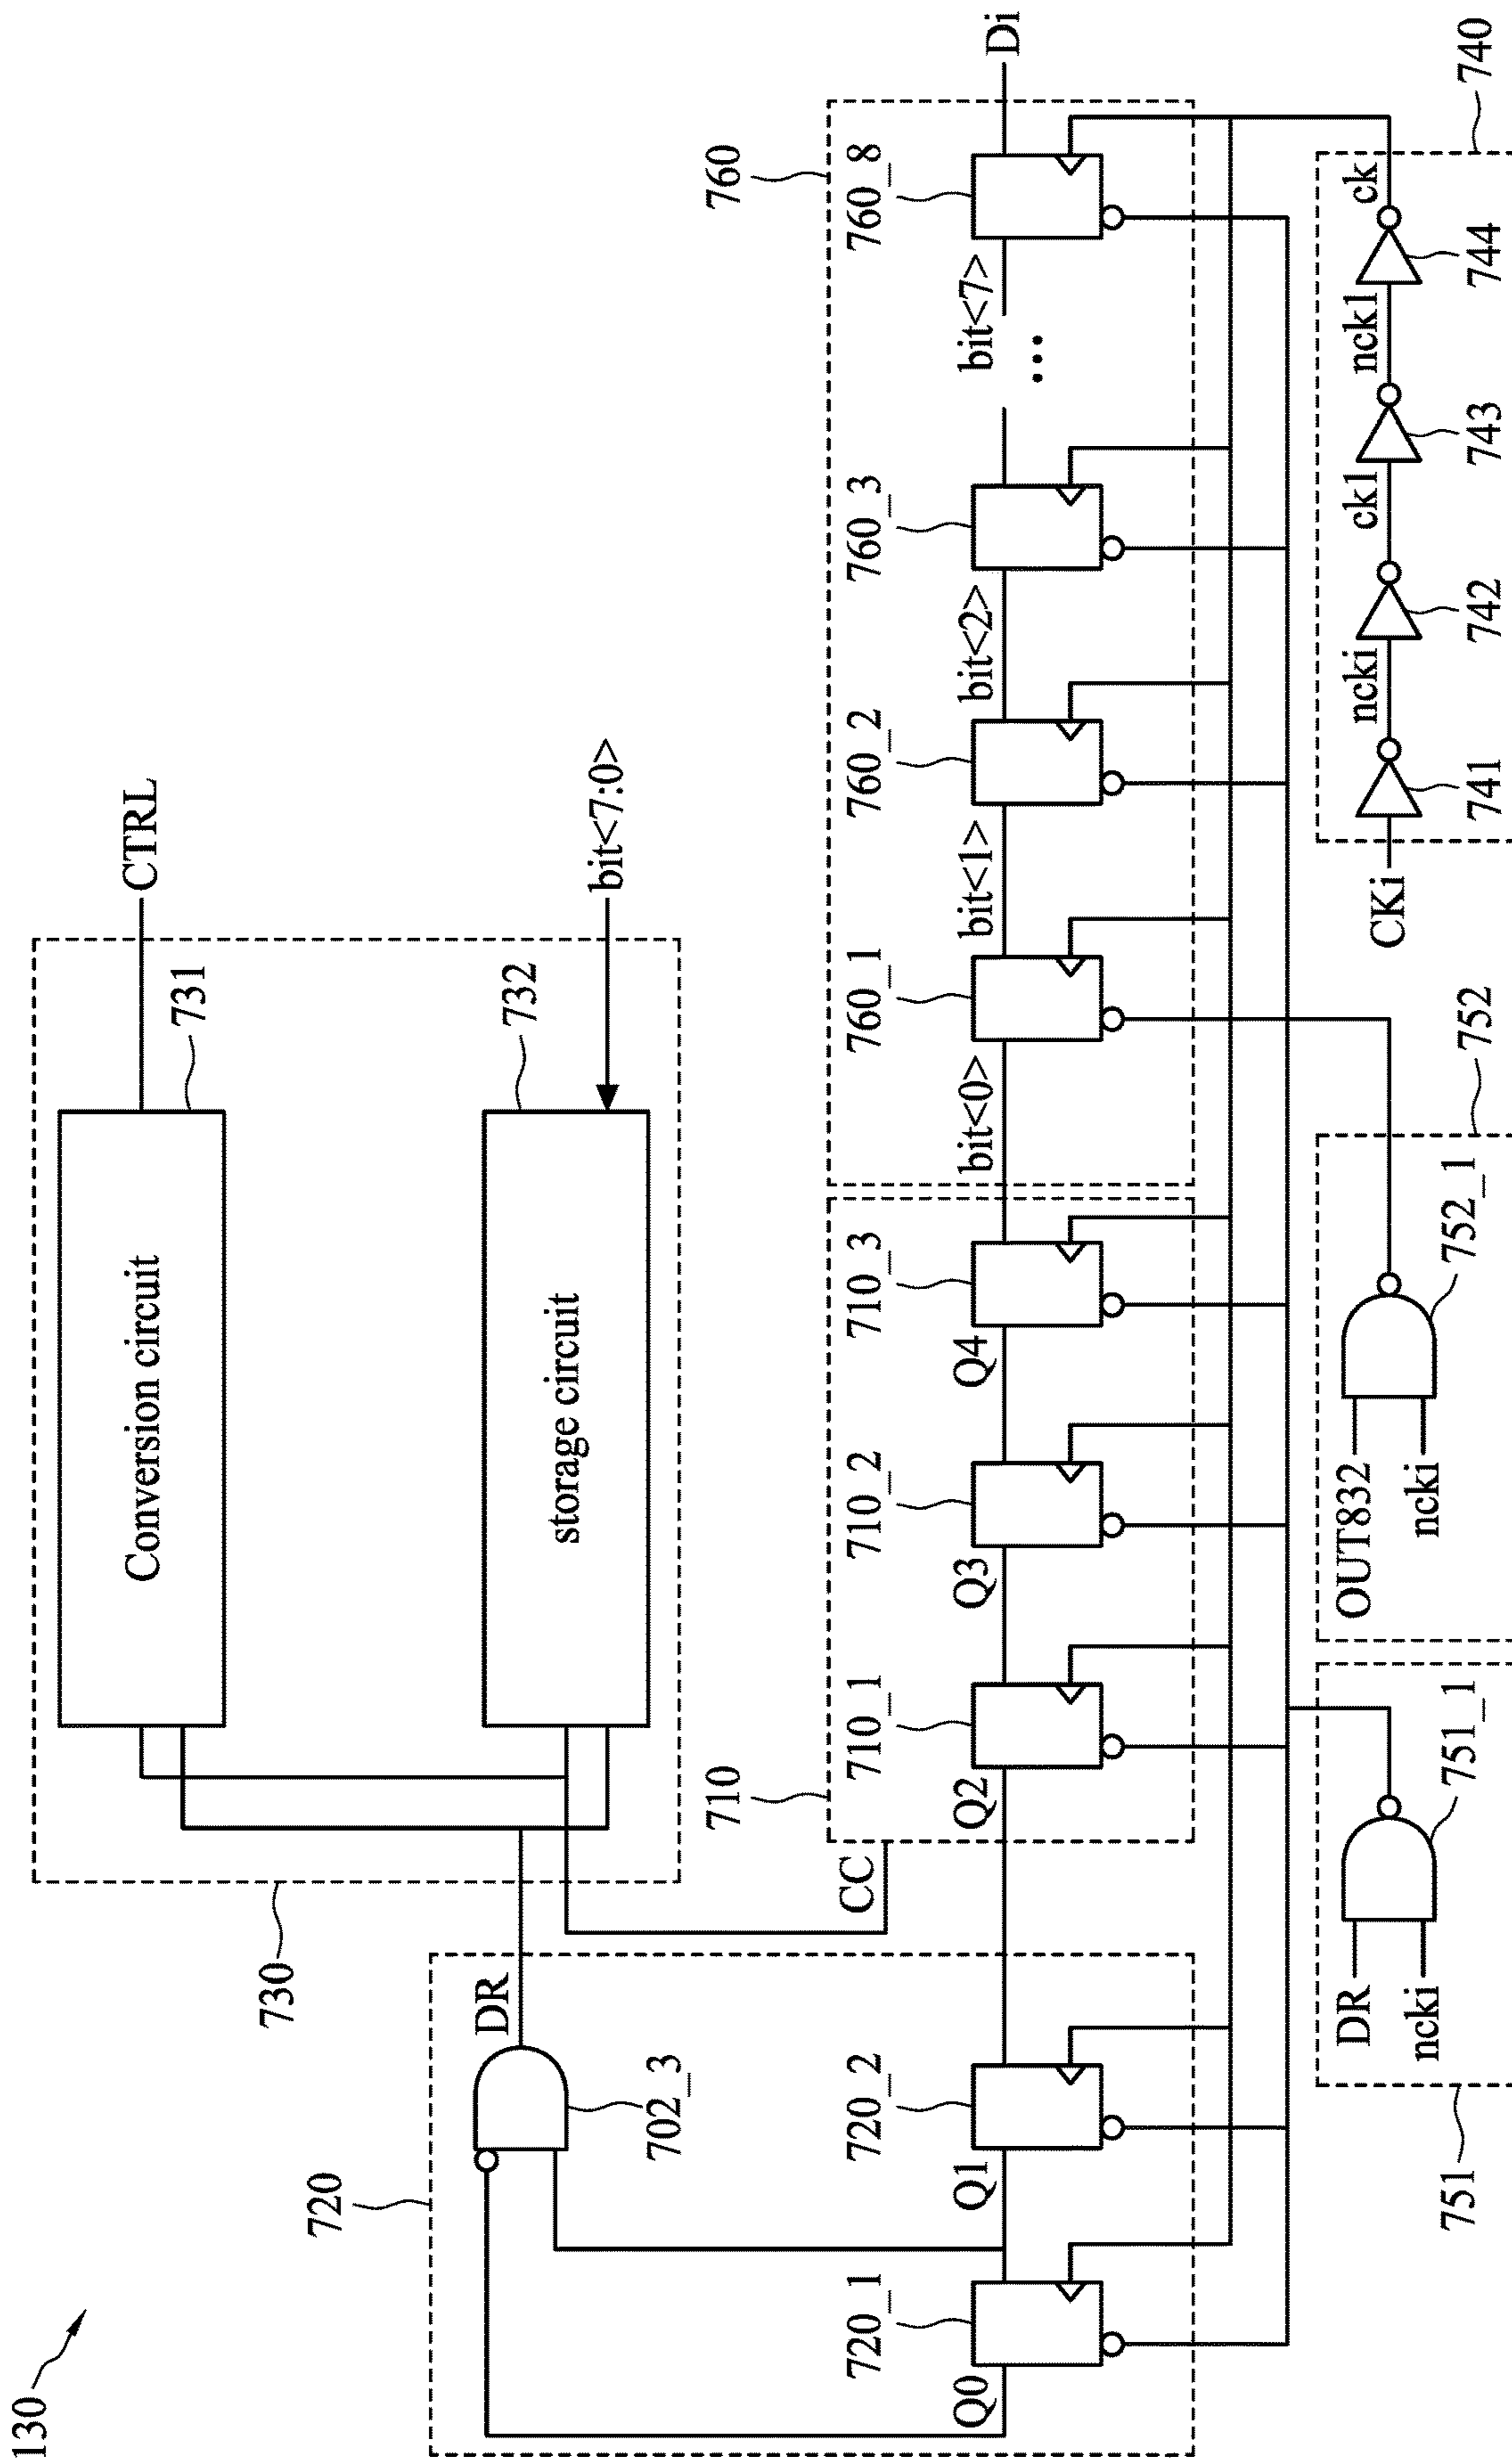 130
730
Conversion circuit
731
CTRL
storage circuit
732
bit<7:0>
720
DR
702_3
Q0
720_1
Q1
720_2
CC
710
Q2
710_1
Q3
710_2
Q4
710_3
760
bit<0>
760_1
bit<1>
760_2
bit<2>
760_3
...
bit<7>
760_8
Di
751
DR
ncki
751_1
752
OUT832
ncki
752_1
740
CKi
741
ncki
742
ck1
743
nck1
744
ck